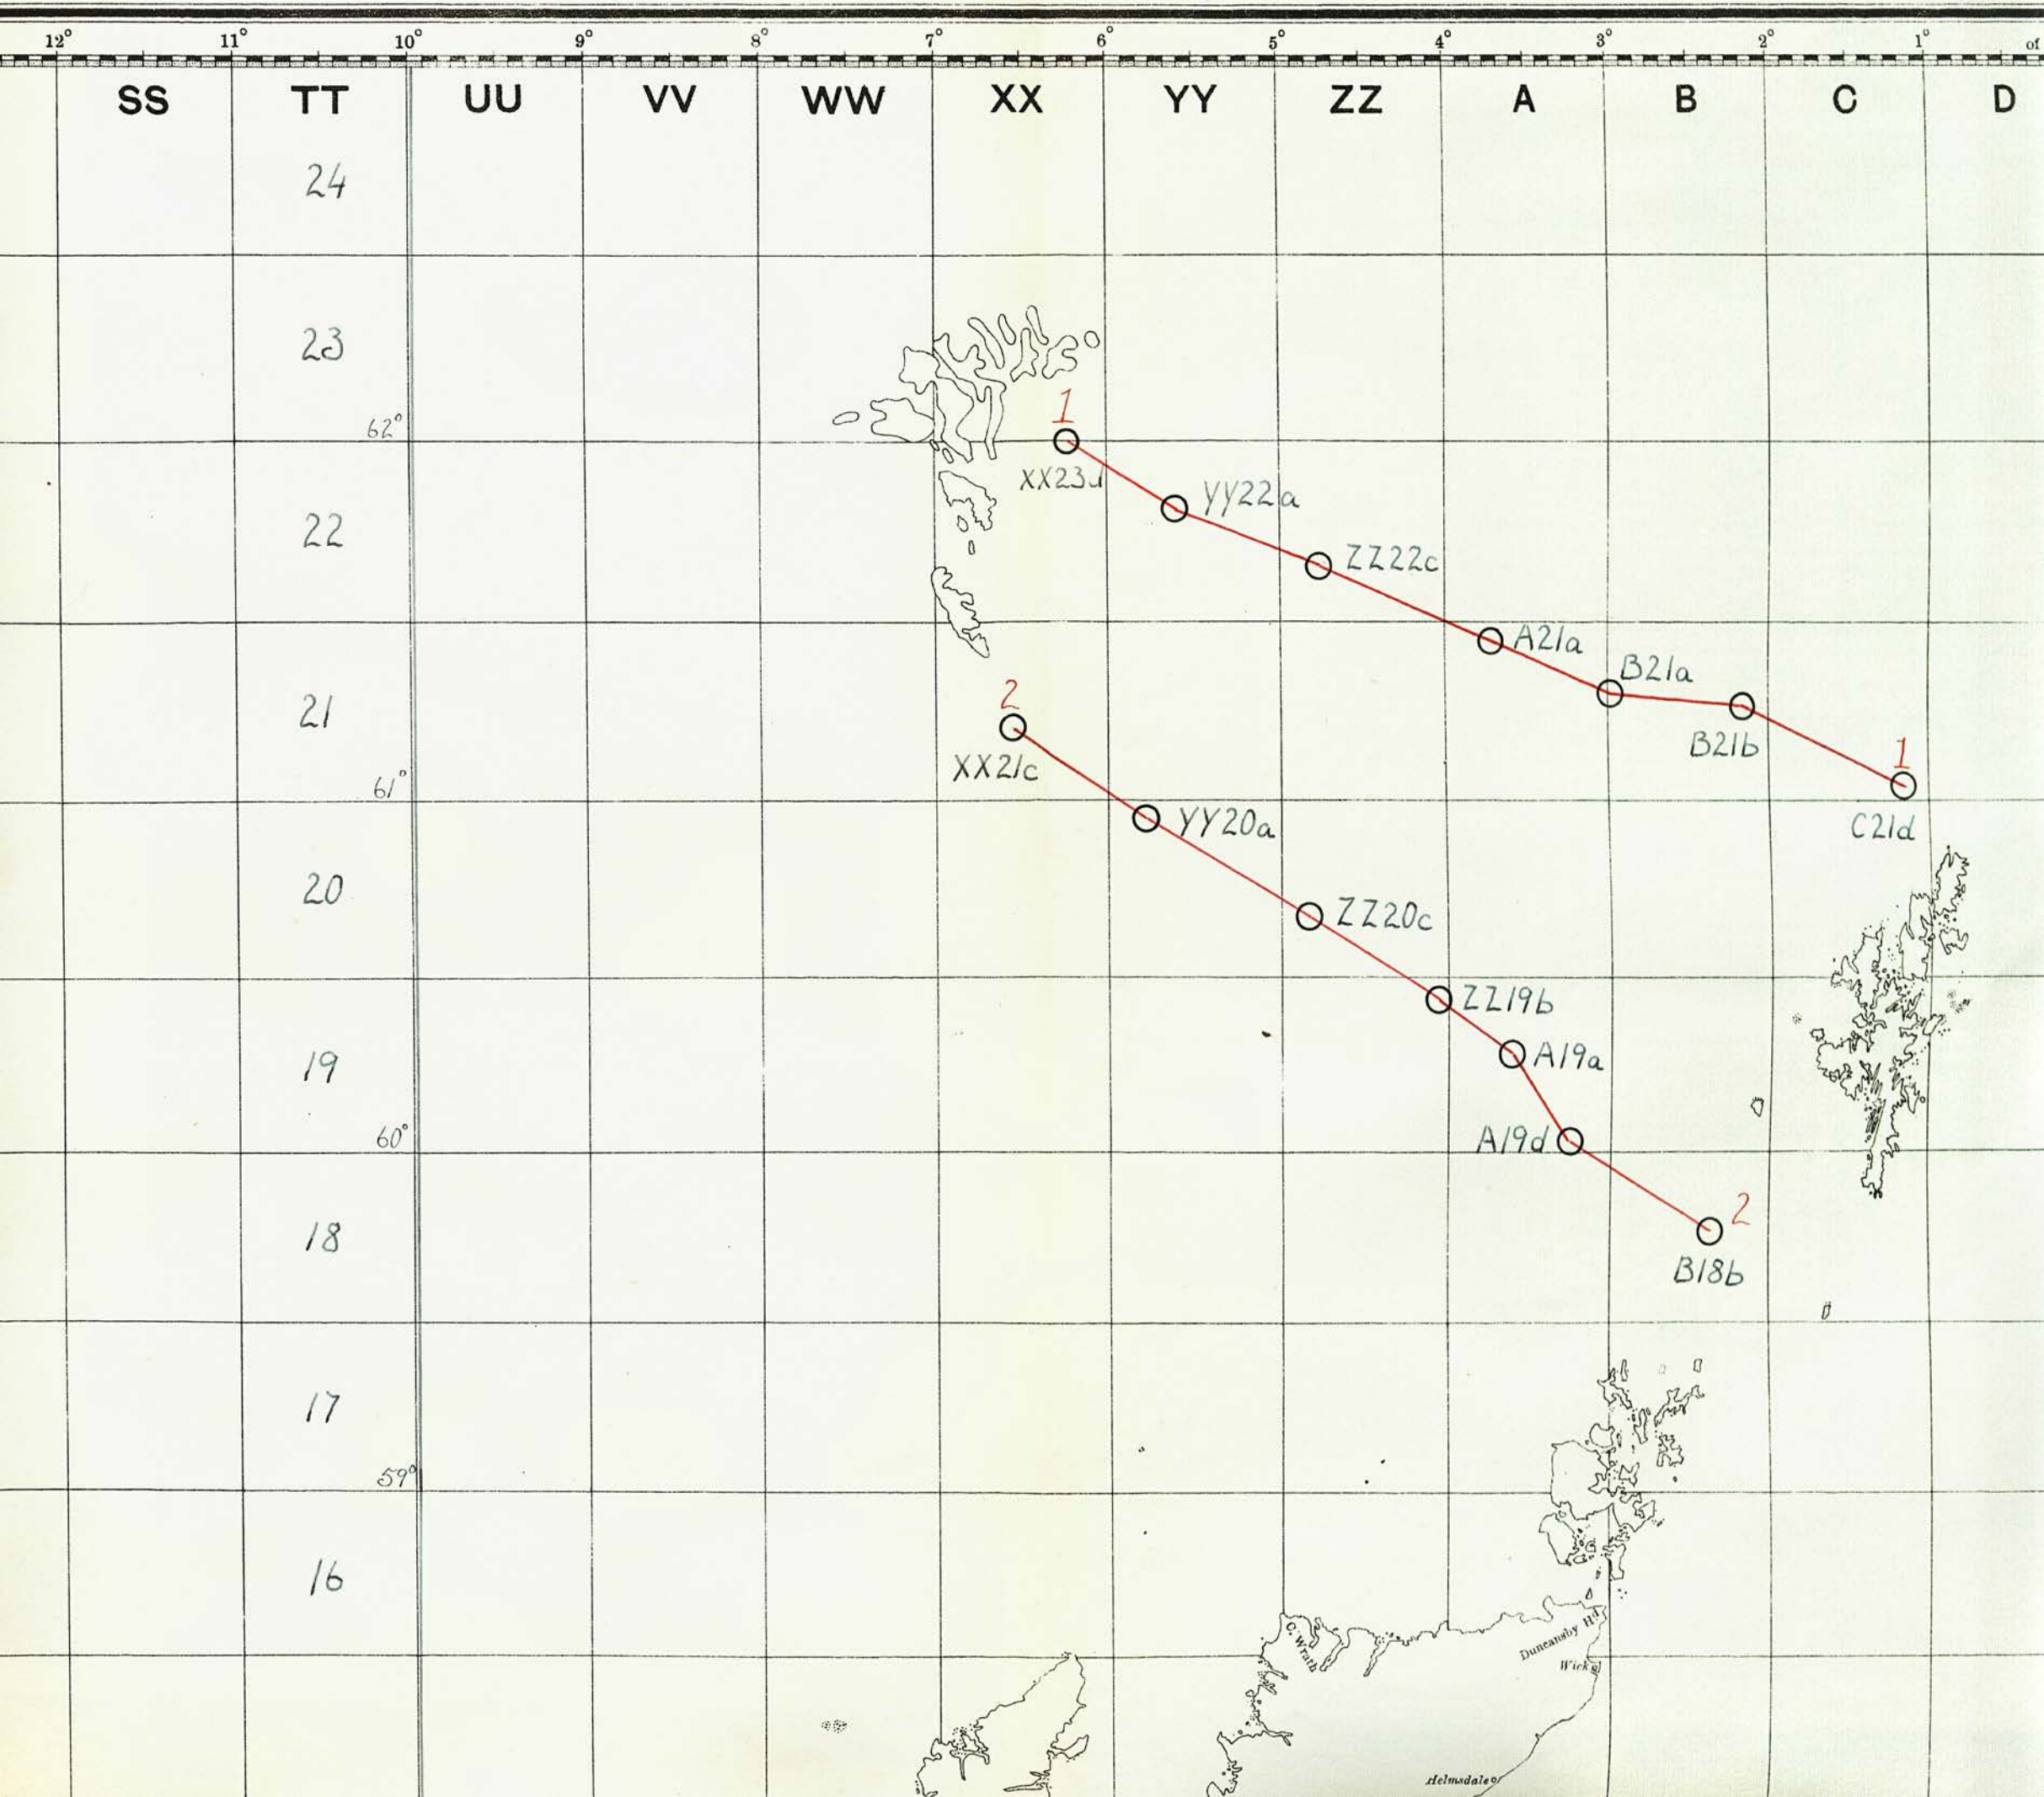 12° 11° 10° 9° 8° 7° 6° 5° 4° 3° 2° 1° of
SS TT UU VV WW XX YY ZZ A B C D
24
23
1
62°
XX23d
YY22a
22
ZZ22c
A21a
B21a
2
21
B21b
1
XX21c
61°
YY20a
C21d
20
ZZ20c
ZZ19b
A19a
19
60°
A19d
2
18
B18b
17
59°
16
Duncansby Hd
C. Wrath
Wick
Helmsdale